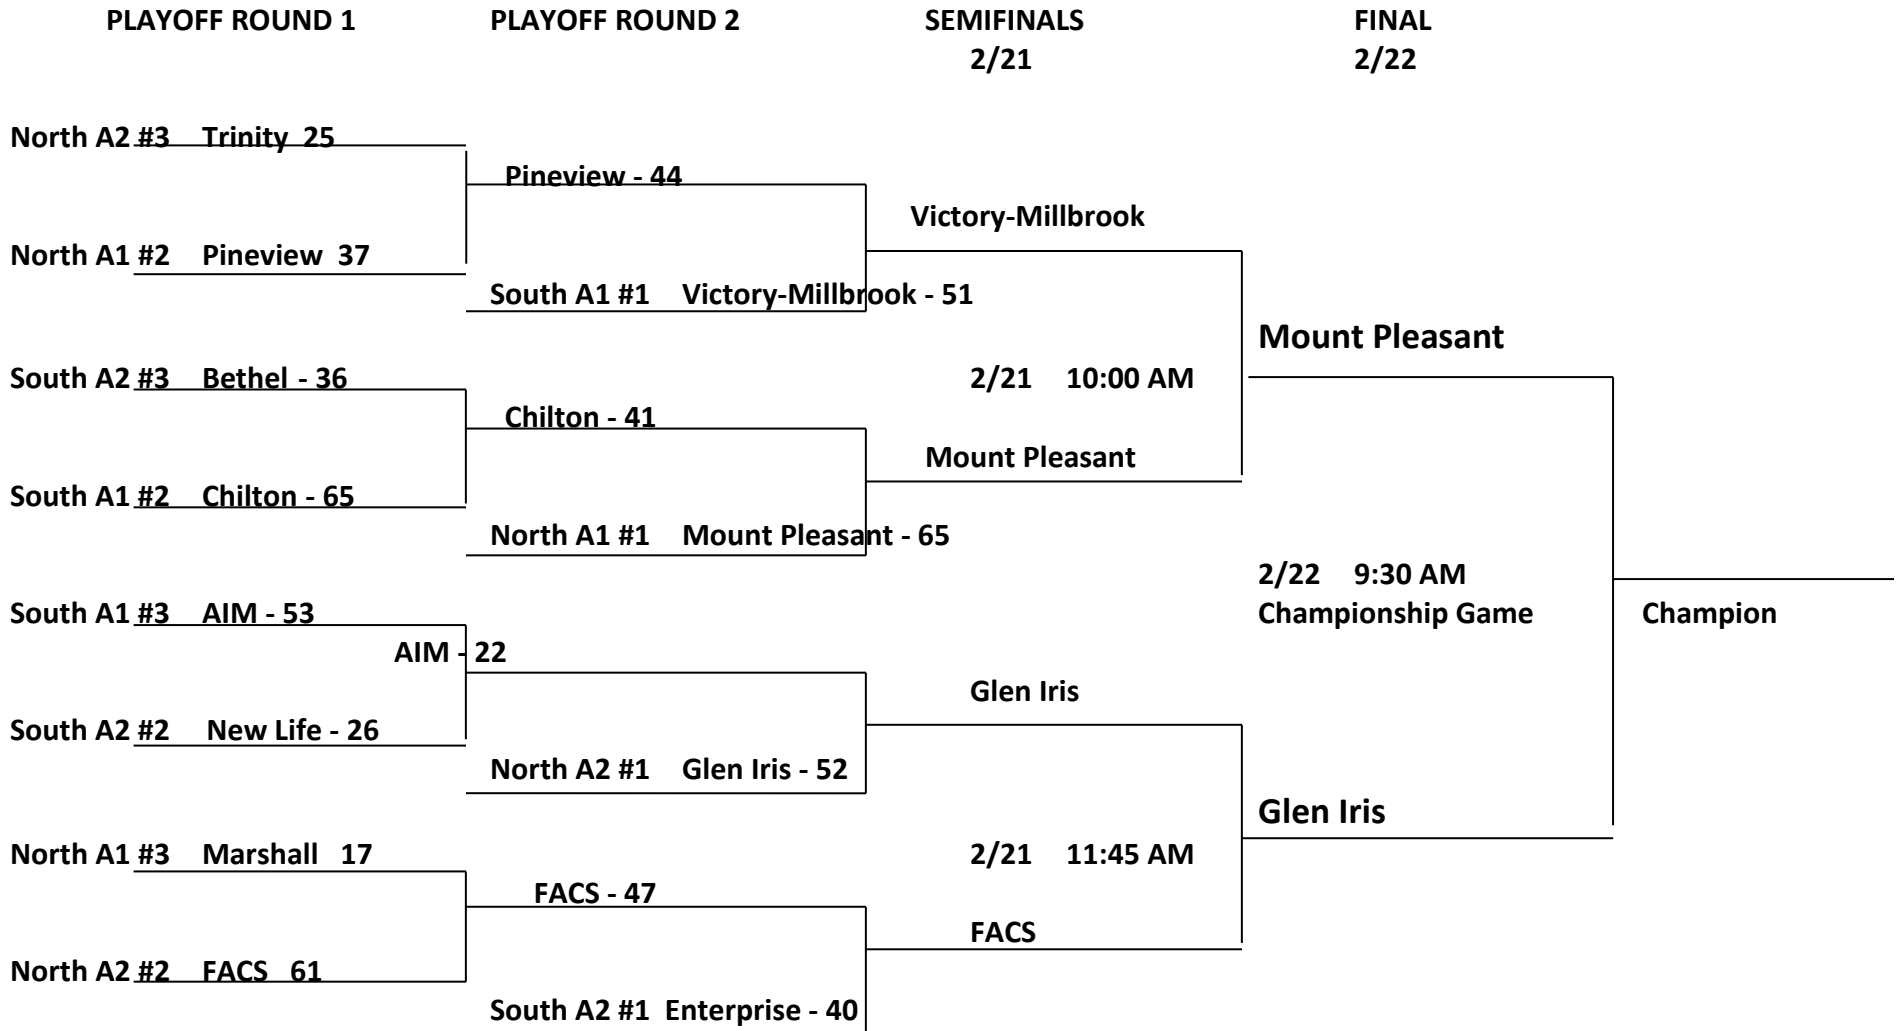 PLAYOFF ROUND 1 PLAYOFF ROUND 2 SEMIFINALS FINAL
2/21 2/22
North A2 #3 Trinity 25
Pineview - 44
Victory-Millbrook
North A1 #2 Pineview 37
South A1 #1 Victory-Millbrook - 51
Mount Pleasant
South A2 #3 Bethel - 36 2/21 10:00 AM
Chilton - 41
Mount Pleasant
South A1 #2 Chilton - 65
North A1 #1 Mount Pleasant - 65
2/22 9:30 AM
South A1 #3 AIM - 53 Championship Game Champion
AIM - 22
Glen Iris
South A2 #2 New Life - 26
North A2 #1 Glen Iris - 52
Glen Iris
North A1 #3 Marshall 17 2/21 11:45 AM
FACS - 47
FACS
North A2 #2 FACS 61
South A2 #1 Enterprise - 40